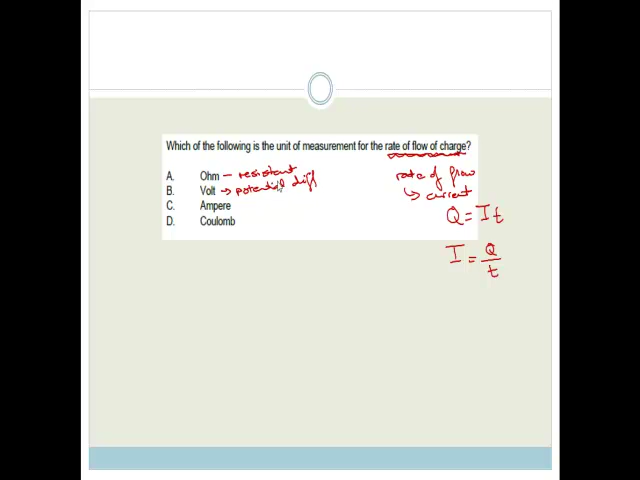 Which of the following is the unit of measurement for the rate of flow of charge?
A. Ohm – resistant
B. Volt → potential diff
C. Ampere
D. Coulomb
rate of flow
↳ current
Q = It
I = Q/t